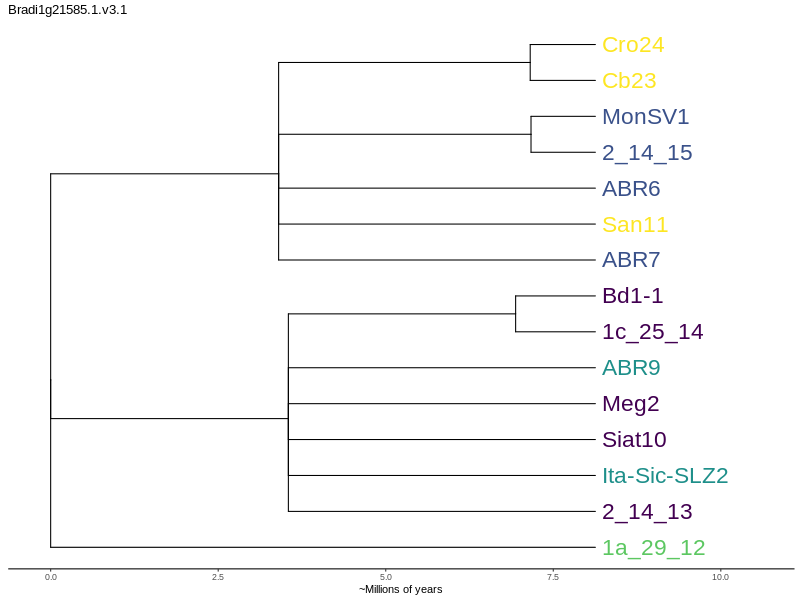 Bradi1g21585.1.v3.1
Cro24
Cb23
MonSV1
2_14_15
ABR6
San11
ABR7
Bd1-1
1c_25_14
ABR9
Meg2
Siat10
Ita-Sic-SLZ2
2_14_13
1a_29_12
0.0 2.5 5.0 7.5 10.0
~Millions of years